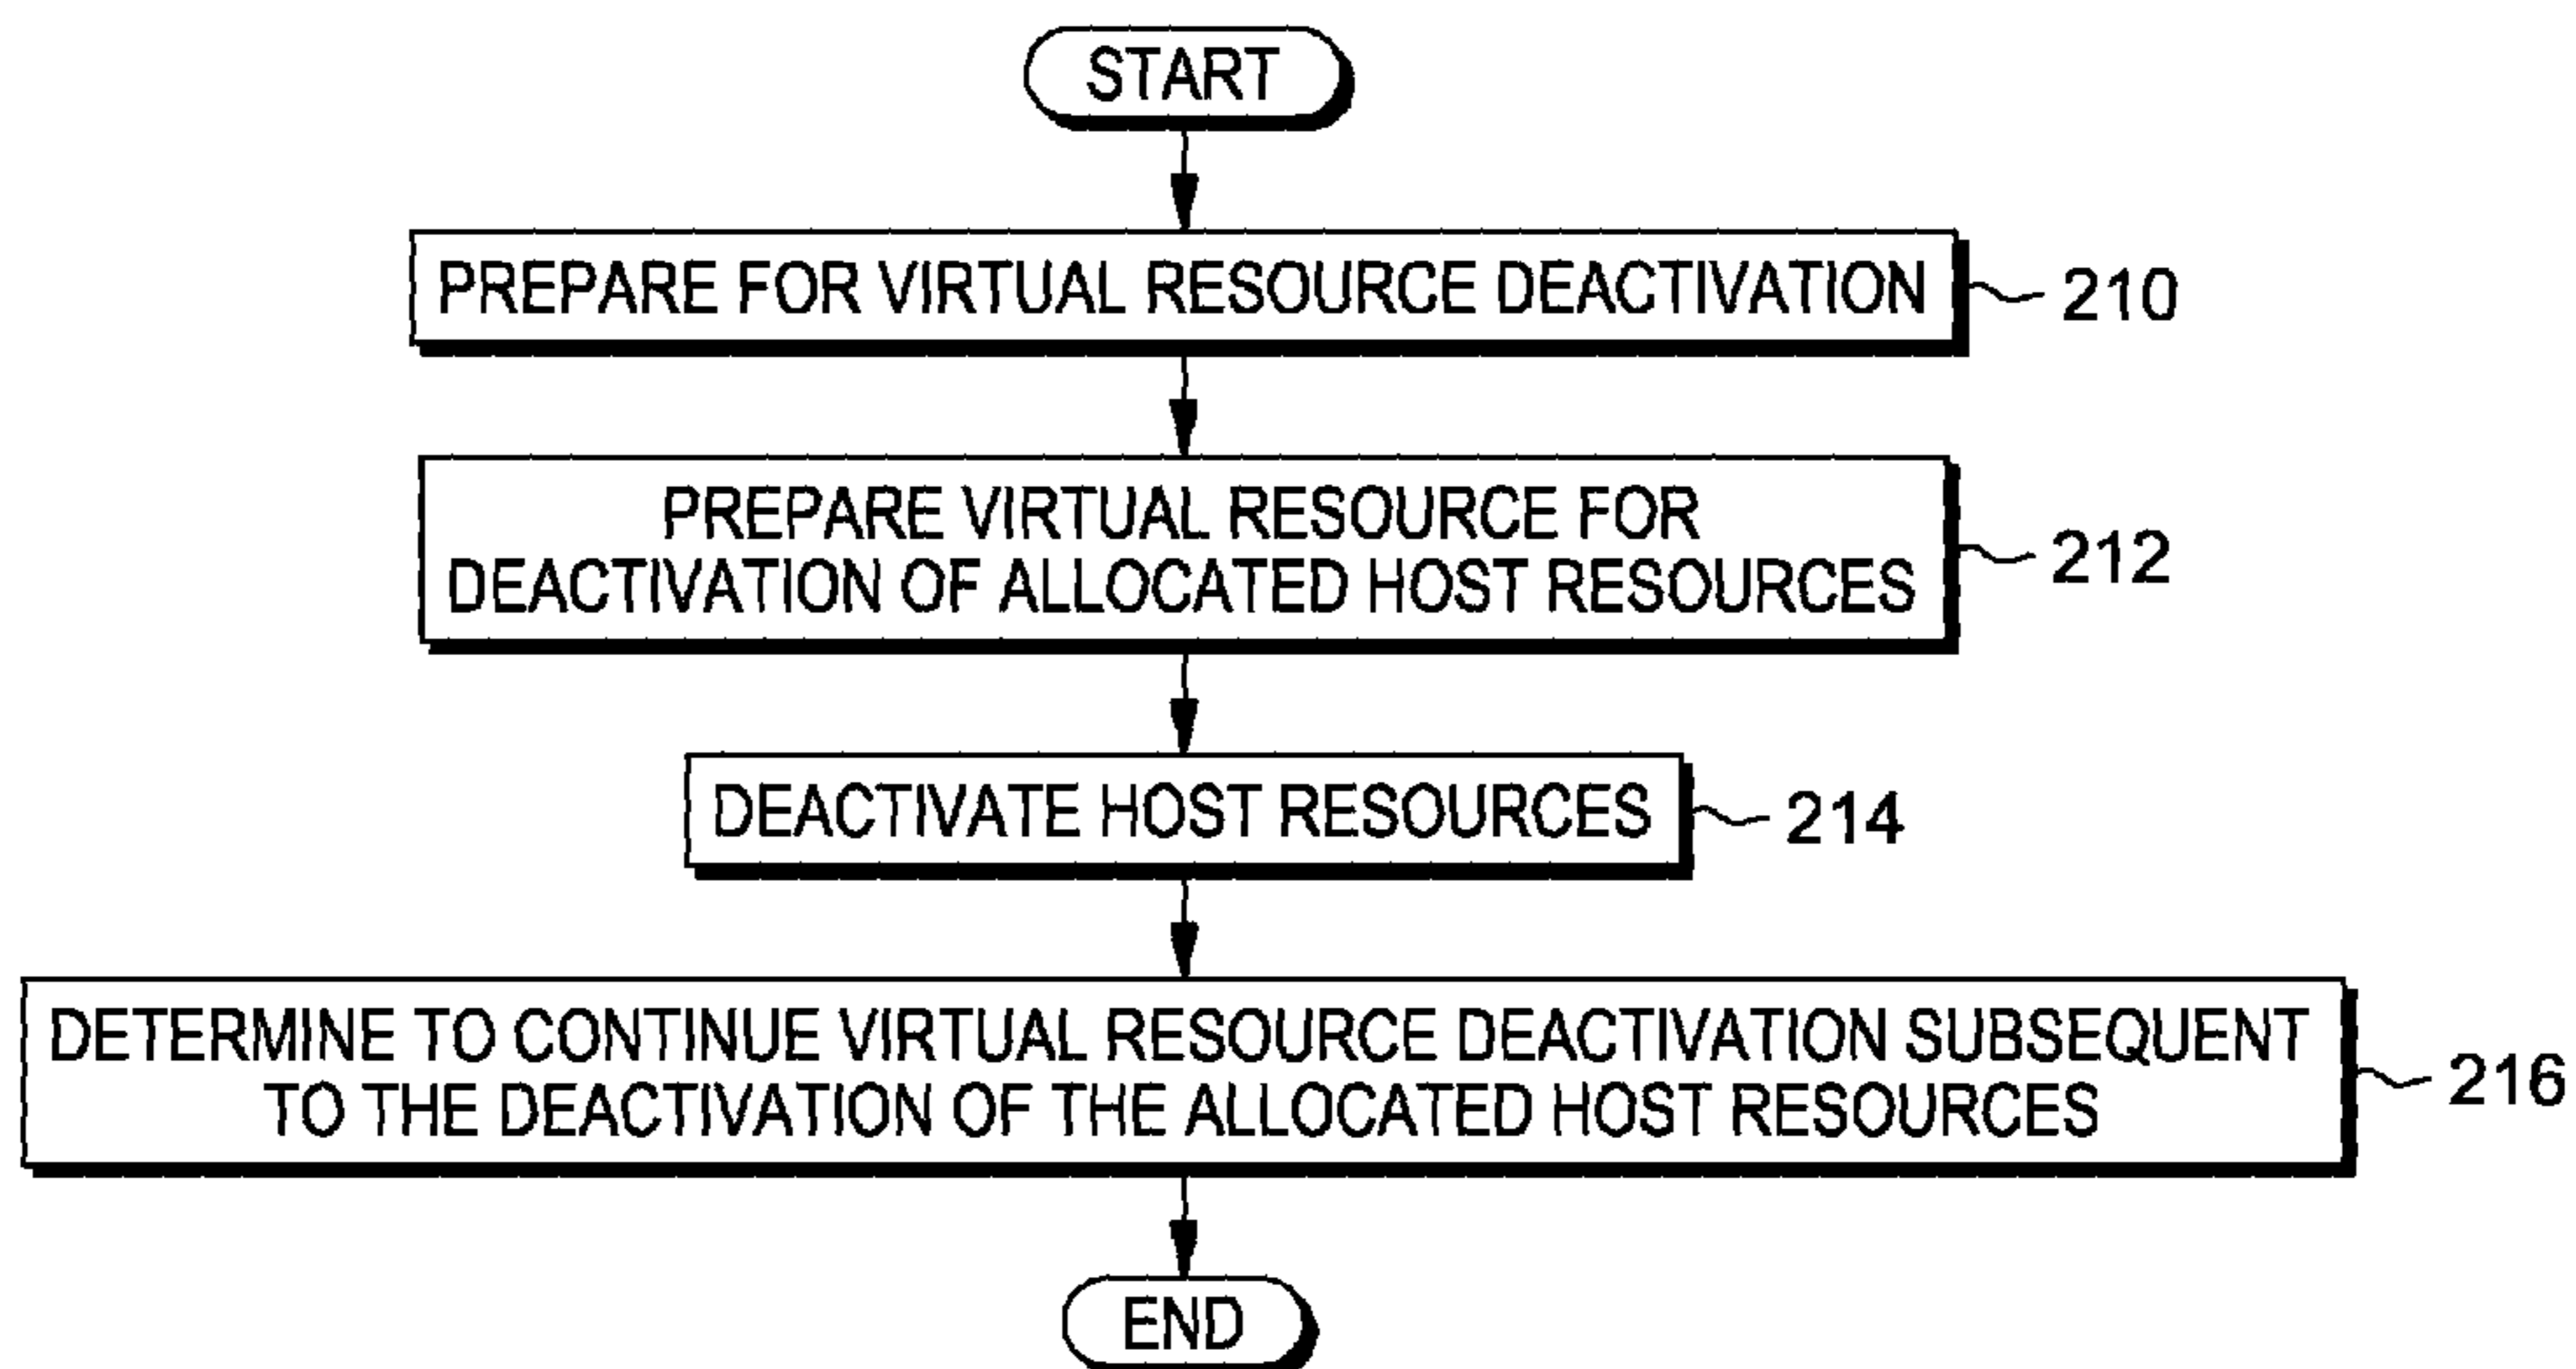 START
PREPARE FOR VIRTUAL RESOURCE DEACTIVATION
210
PREPARE VIRTUAL RESOURCE FOR
DEACTIVATION OF ALLOCATED HOST RESOURCES
212
DEACTIVATE HOST RESOURCES
214
DETERMINE TO CONTINUE VIRTUAL RESOURCE DEACTIVATION SUBSEQUENT
TO THE DEACTIVATION OF THE ALLOCATED HOST RESOURCES
216
END